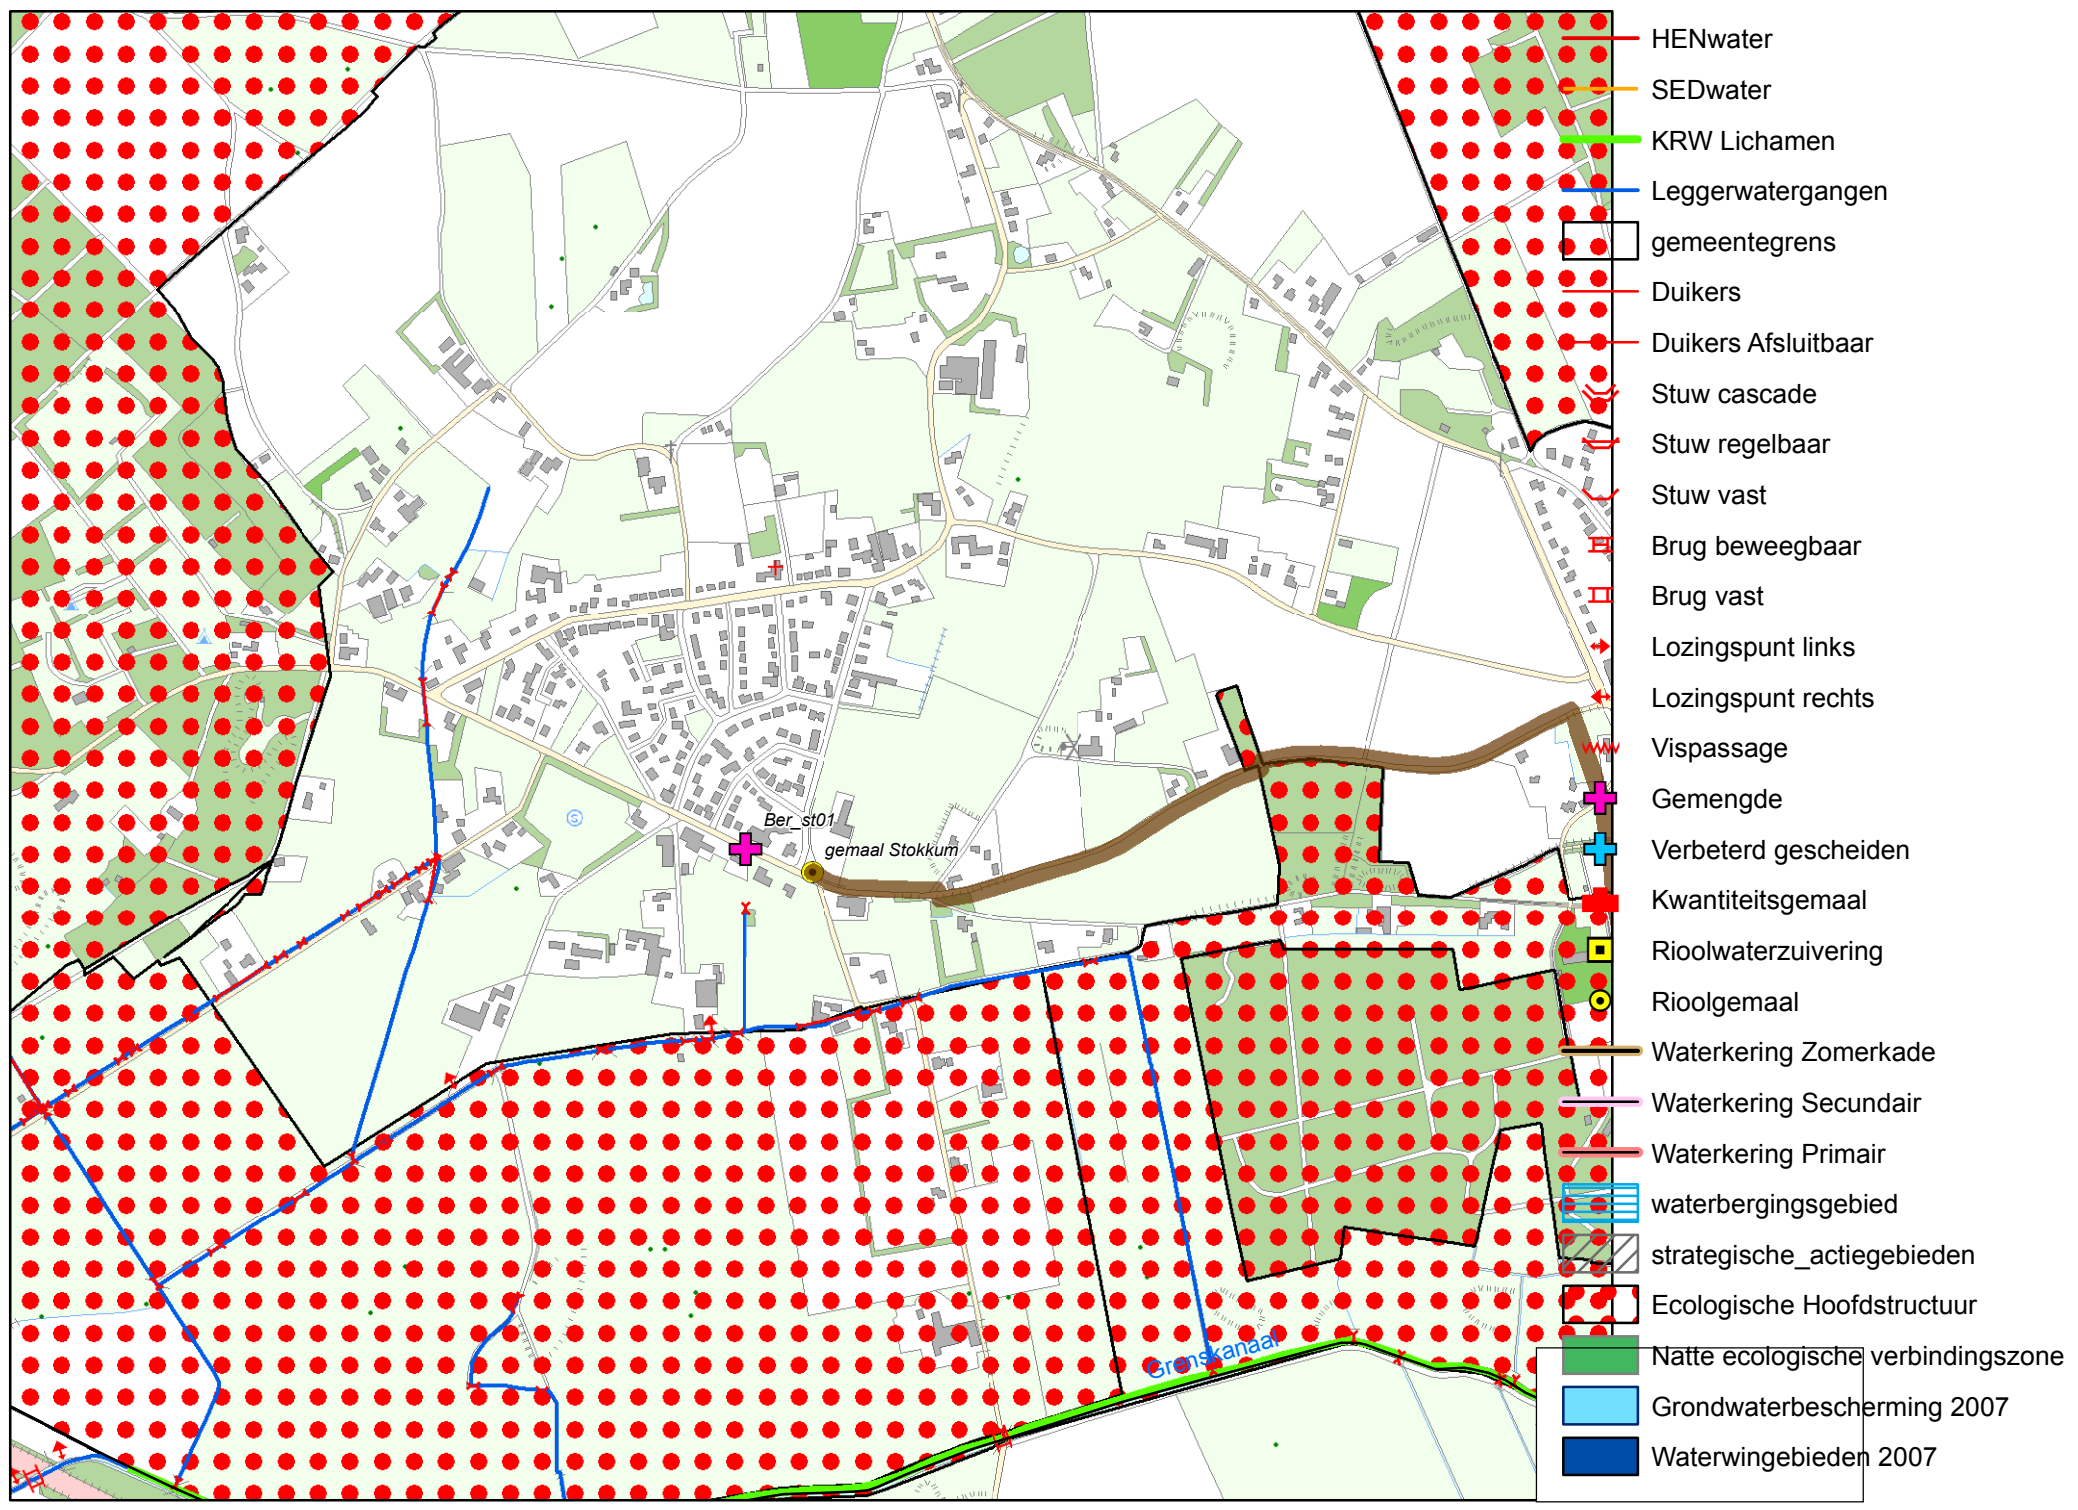 HENwater
SEDwater
KRW Lichamen
Leggerwatergangen
gemeentegrens
Duikers
Duikers Afsluitbaar
Stuw cascade
Stuw regelbaar
Stuw vast
Brug beweegbaar
Brug vast
Lozingspunt links
Lozingspunt rechts
Vispassage
Gemengde
Verbeterd gescheiden
Kwantiteitsgemaal
Rioolwaterzuivering
Rioolgemaal
Waterkering Zomerkade
Waterkering Secundair
Waterkering Primair
waterbergingsgebied
strategische_actiegebieden
Ecologische Hoofdstructuur
Natte ecologische verbindingszone
Grondwaterbescherming 2007
Waterwingebieden 2007
Ber_st01
gemaal Stokkum
S
Grenskanaal